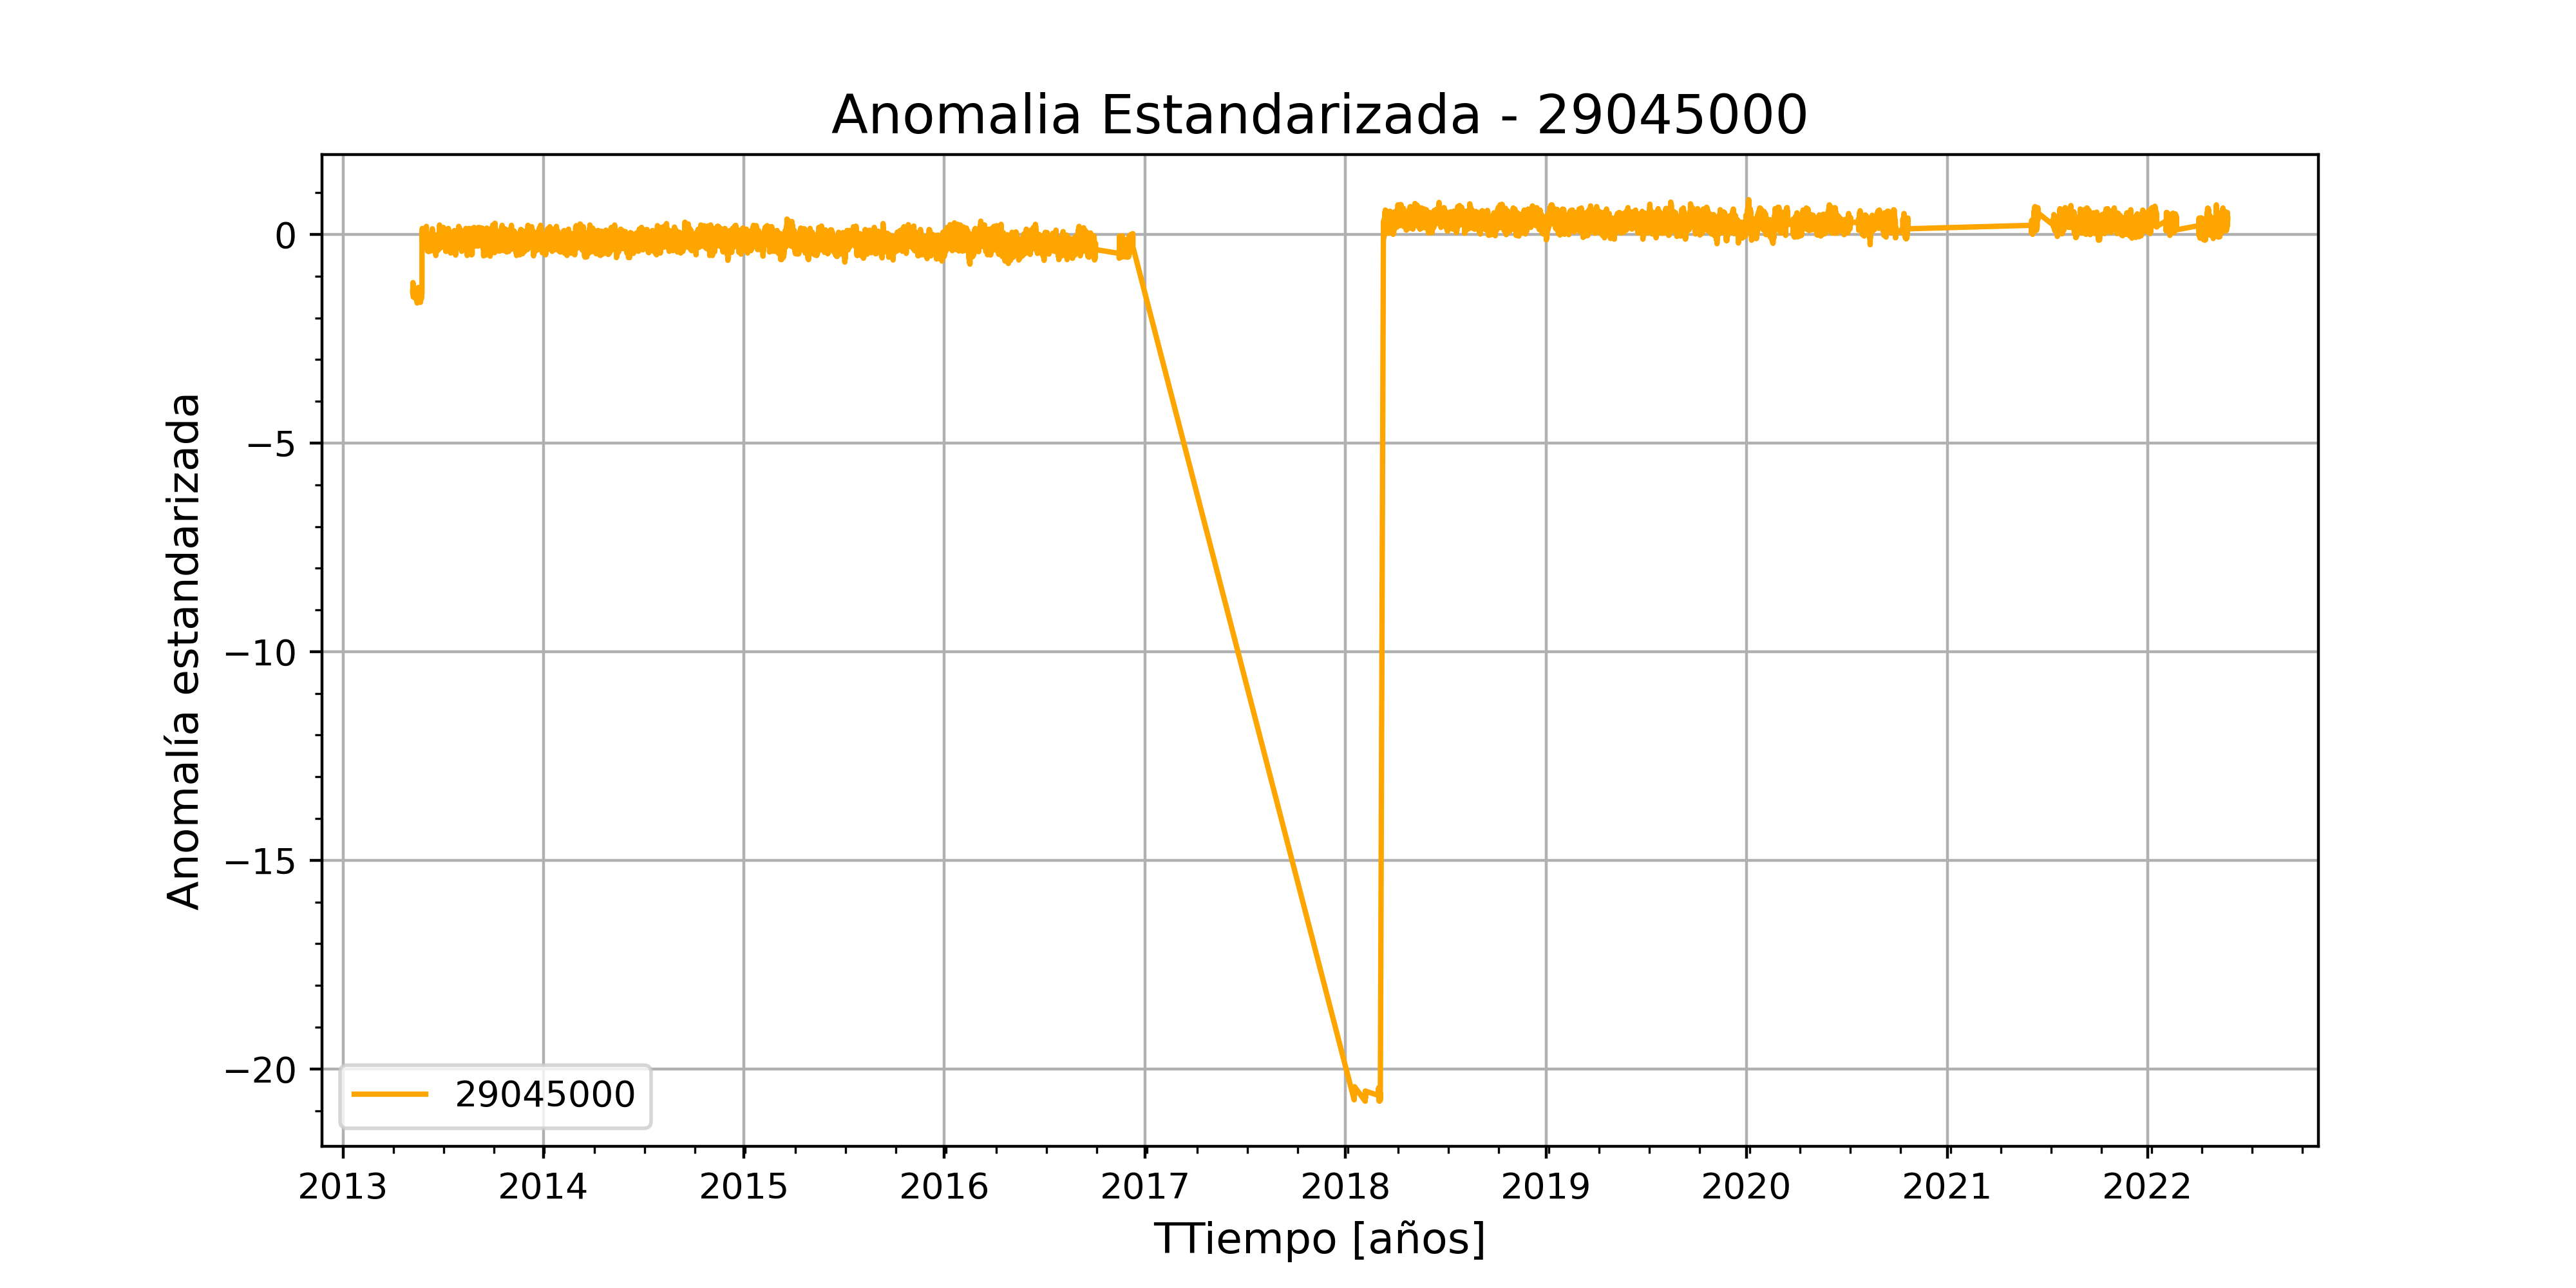 Anomalia Estandarizada - 29045000
Anomalía estandarizada
0
−5
−10
−15
−20
29045000
2013 2014 2015 2016 2017 2018 2019 2020 2021 2022
TTiempo [años]